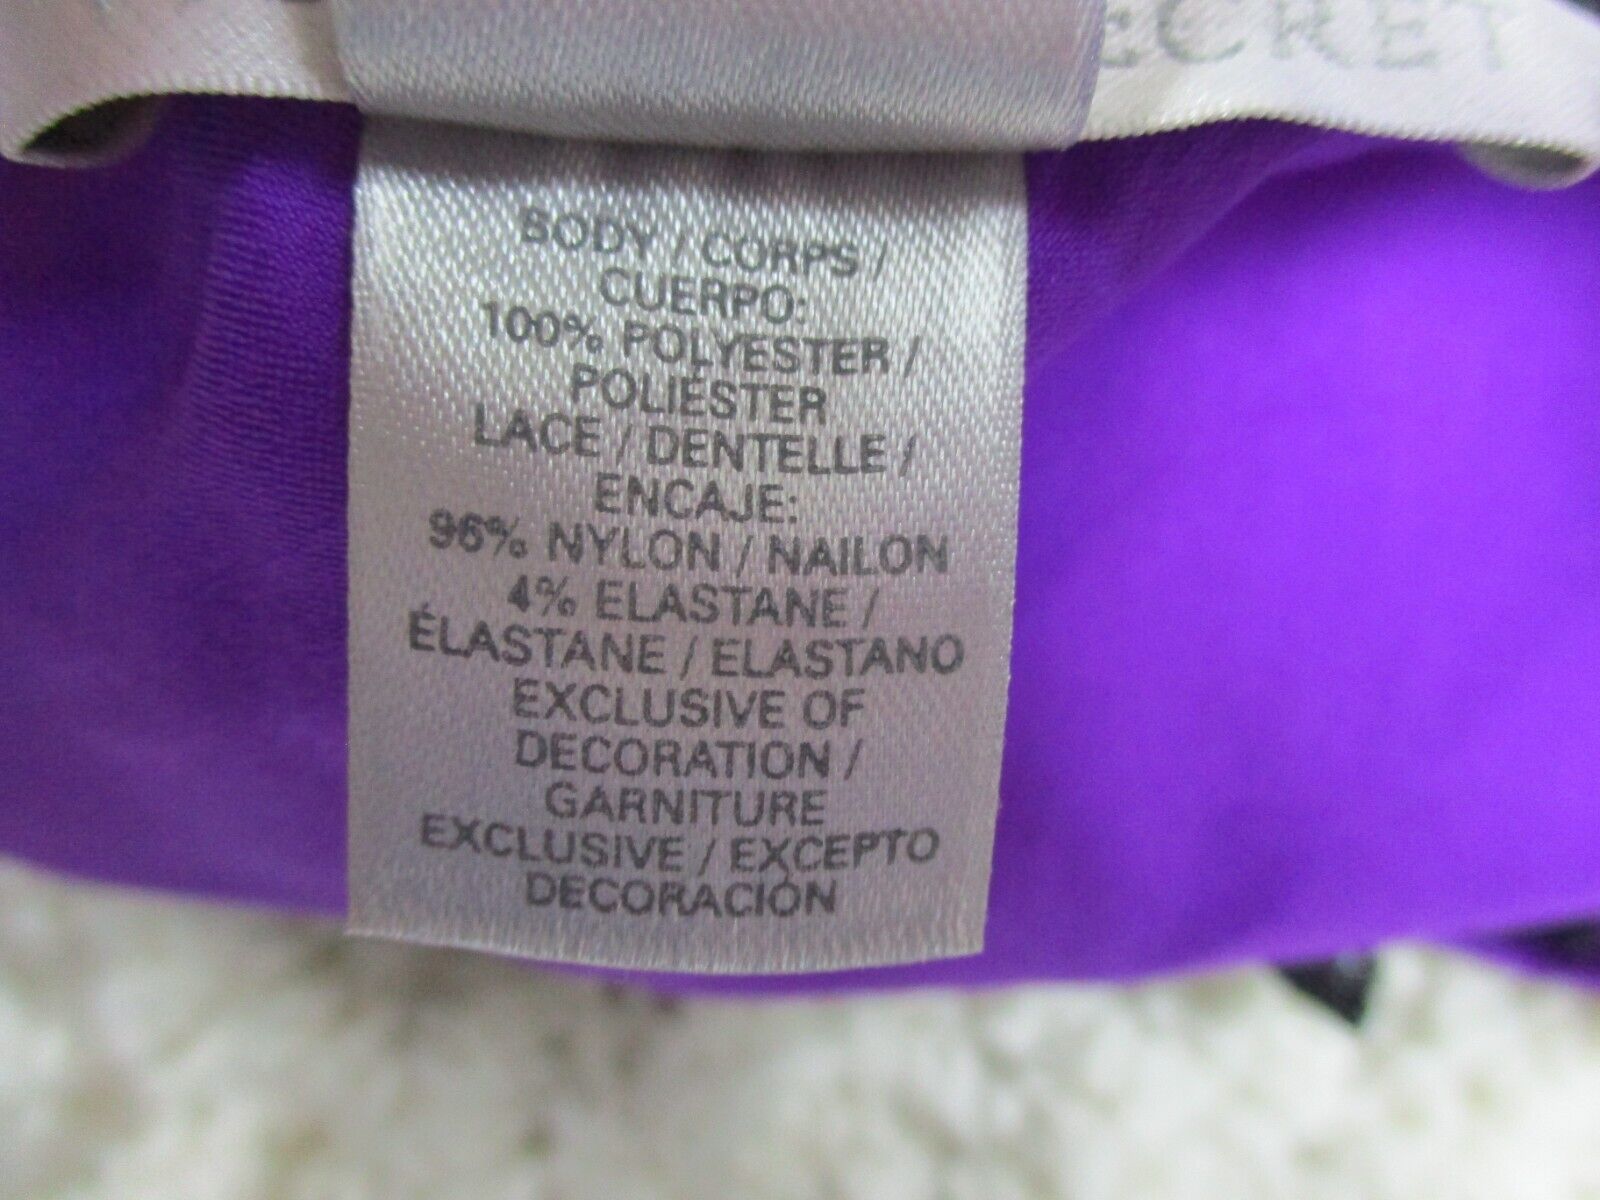 ECRET
BODY / CORPS /
CUERPO:
100% POLYESTER /
POLIÉSTER
LACE / DENTELLE /
ENCAJE:
96% NYLON / NAILON
4% ELASTANE /
ÉLASTANE / ELASTANO
EXCLUSIVE OF
DECORATION /
GARNITURE
EXCLUSIVE / EXCEPTO
DECORACIÓN